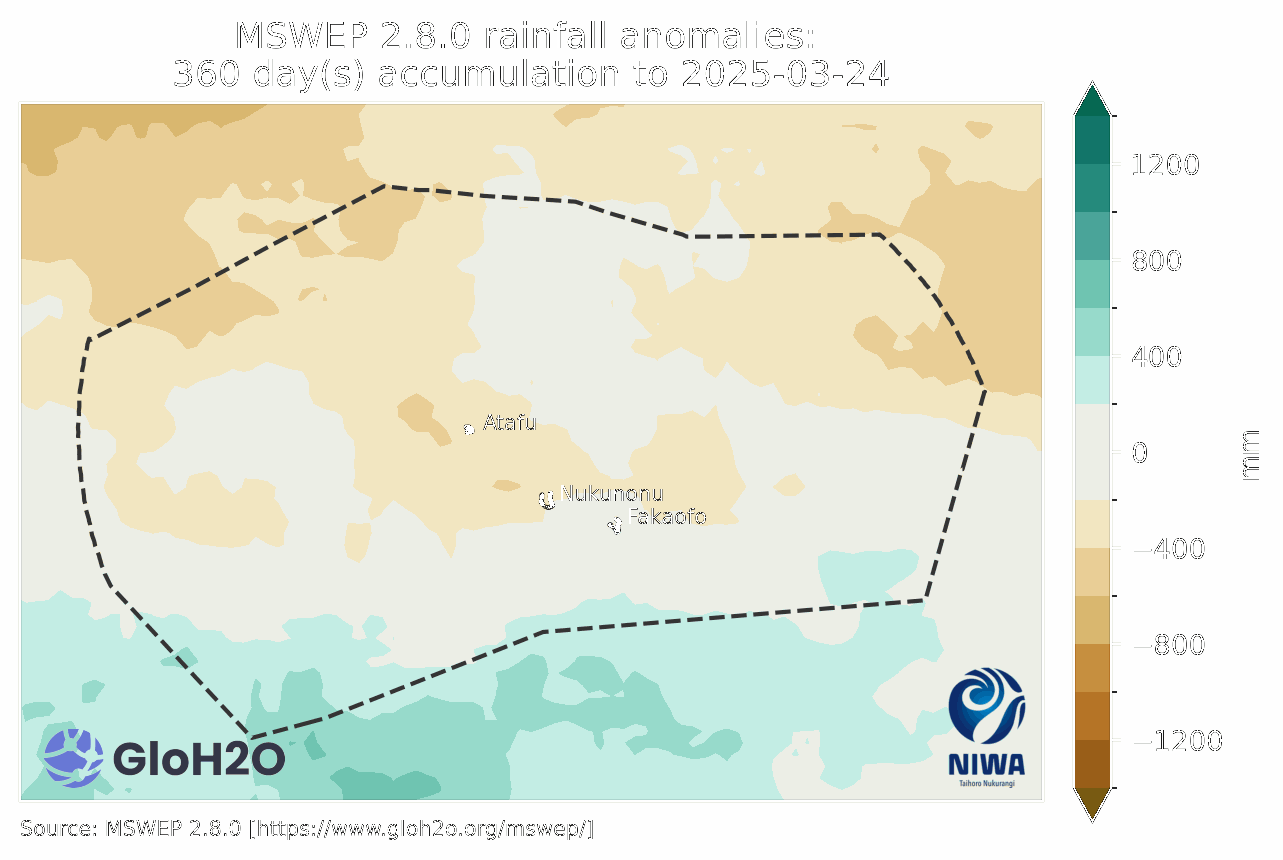 MSWEP 2.8.0 rainfall anomalies:
360 day(s) accumulation to 2025-03-24
1200
800
400
0
−400
−800
−1200
mm
Atafu
Nukunonu
Fakaofo
GloH2O
NIWA
Taihoro Nukurangi
Source: MSWEP 2.8.0 [https://www.gloh2o.org/mswep/]